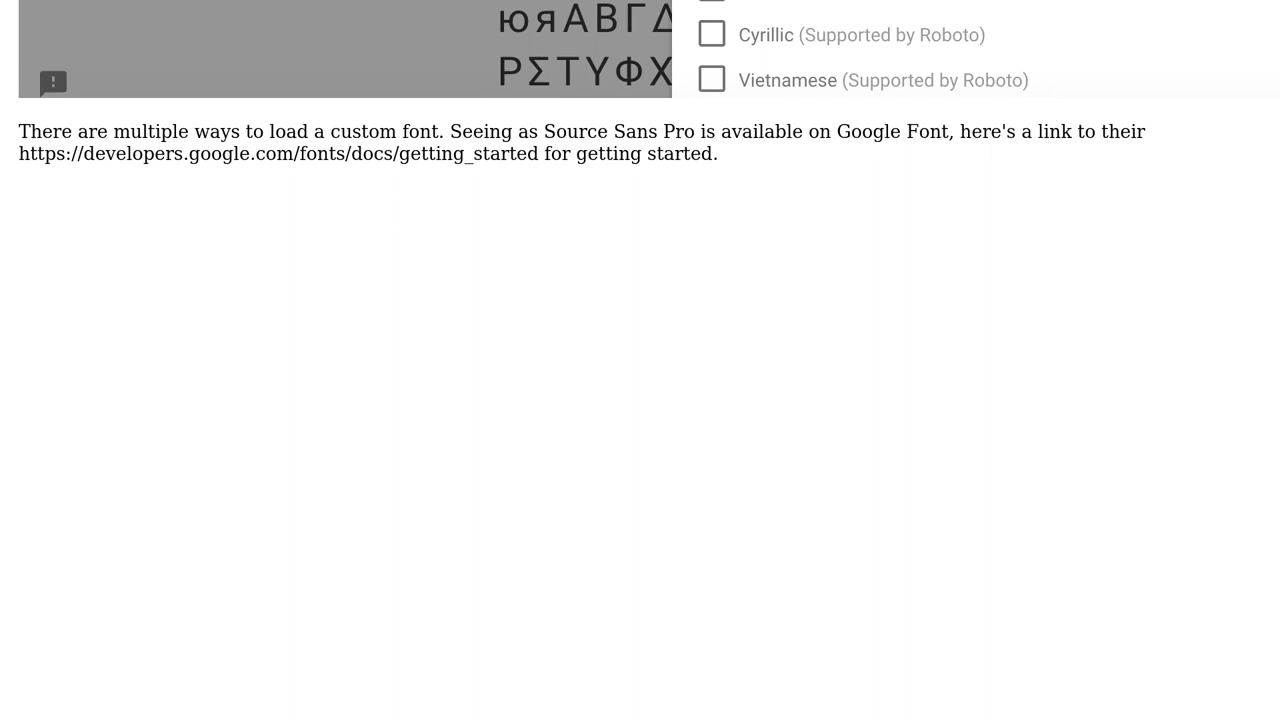 юяΑΒΓΔ
ΡΣΤΥΦΧ
Cyrillic (Supported by Roboto)
Vietnamese (Supported by Roboto)
There are multiple ways to load a custom font. Seeing as Source Sans Pro is available on Google Font, here's a link to their
https://developers.google.com/fonts/docs/getting_started for getting started.